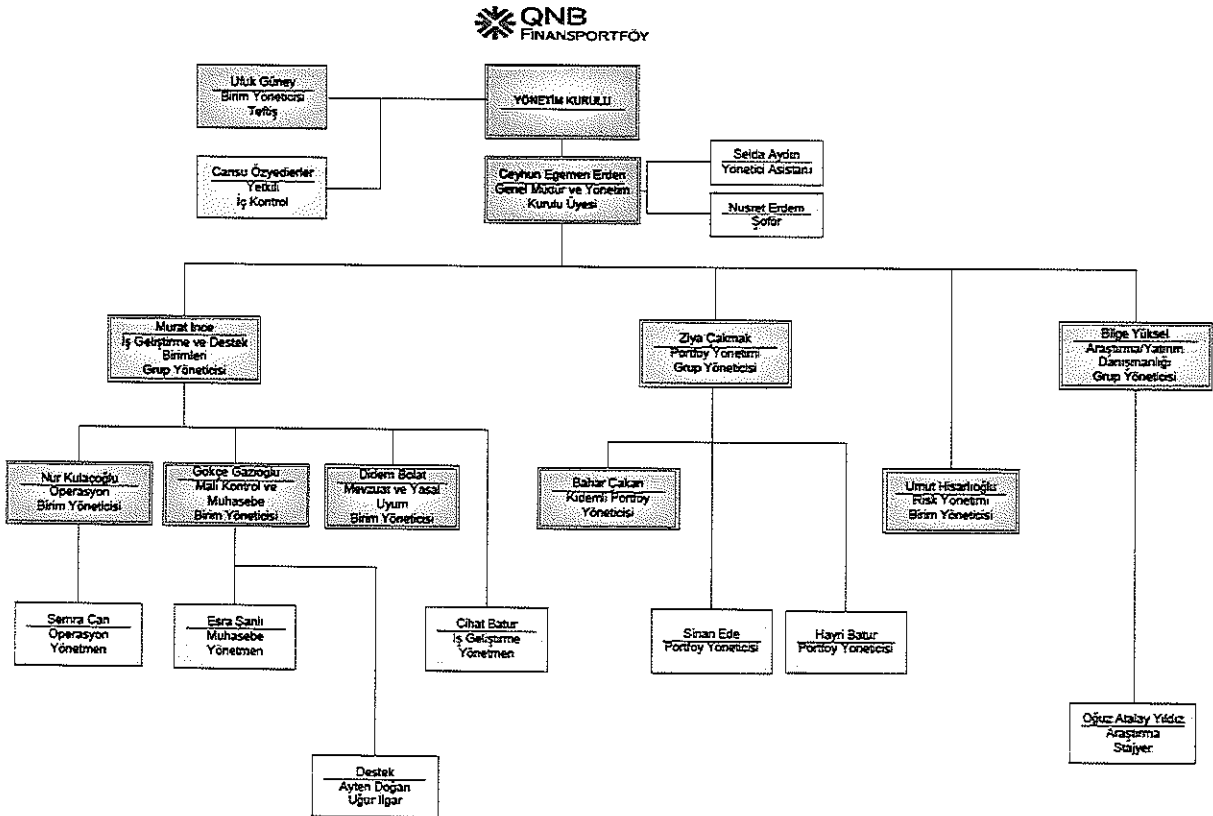 QNB
FİNANSPORTFÖY
Ufuk Güney
Birim Yöneticisi
Teftiş
YÖNETİM KURULU
Cansu Özyedierler
Yetkili
İç Kontrol
Ceyhun Egemen Erden
Genel Müdür ve Yönetim
Kurulu Üyesi
Selda Aydın
Yönetici Asistanı
Nusret Erdem
Şoför
Murat İnce
İş Geliştirme ve Destek
Birimleri
Grup Yöneticisi
Ziya Çakmak
Portföy Yönetimi
Grup Yöneticisi
Bilge Yüksel
Araştırma/Yatırım
Danışmanlığı
Grup Yöneticisi
Nur Kulaçoğlu
Operasyon
Birim Yöneticisi
Gökçe Gazioğlu
Mali Kontrol ve
Muhasebe
Birim Yöneticisi
Didem Bolat
Mevzuat ve Yasal
Uyum
Birim Yöneticisi
Bahar Çakan
Kıdemli Portföy
Yöneticisi
Umut Hisarlıoğlu
Risk Yönetimi
Birim Yöneticisi
Semra Can
Operasyon
Yönetmen
Esra Şanlı
Muhasebe
Yönetmen
Cihat Batur
İş Geliştirme
Yönetmen
Sinan Ede
Portföy Yöneticisi
Hayri Batur
Portföy Yöneticisi
Oğuz Atalay Yıldız
Araştırma
Stajyer
Destek
Ayten Doğan
Uğur Ilgar